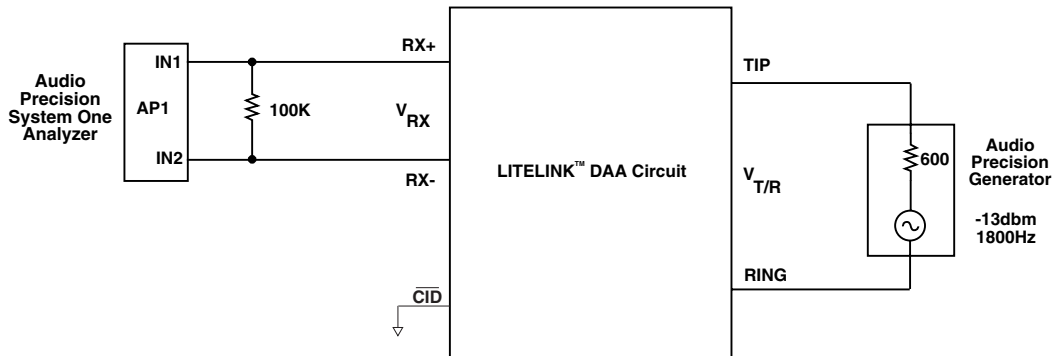 Audio
Precision
System One
Analyzer
IN1
AP1
IN2
100K
RX+
VRX
RX-
CID
LITELINK™ DAA Circuit
TIP
VT/R
RING
600
Audio
Precision
Generator
-13dbm
1800Hz